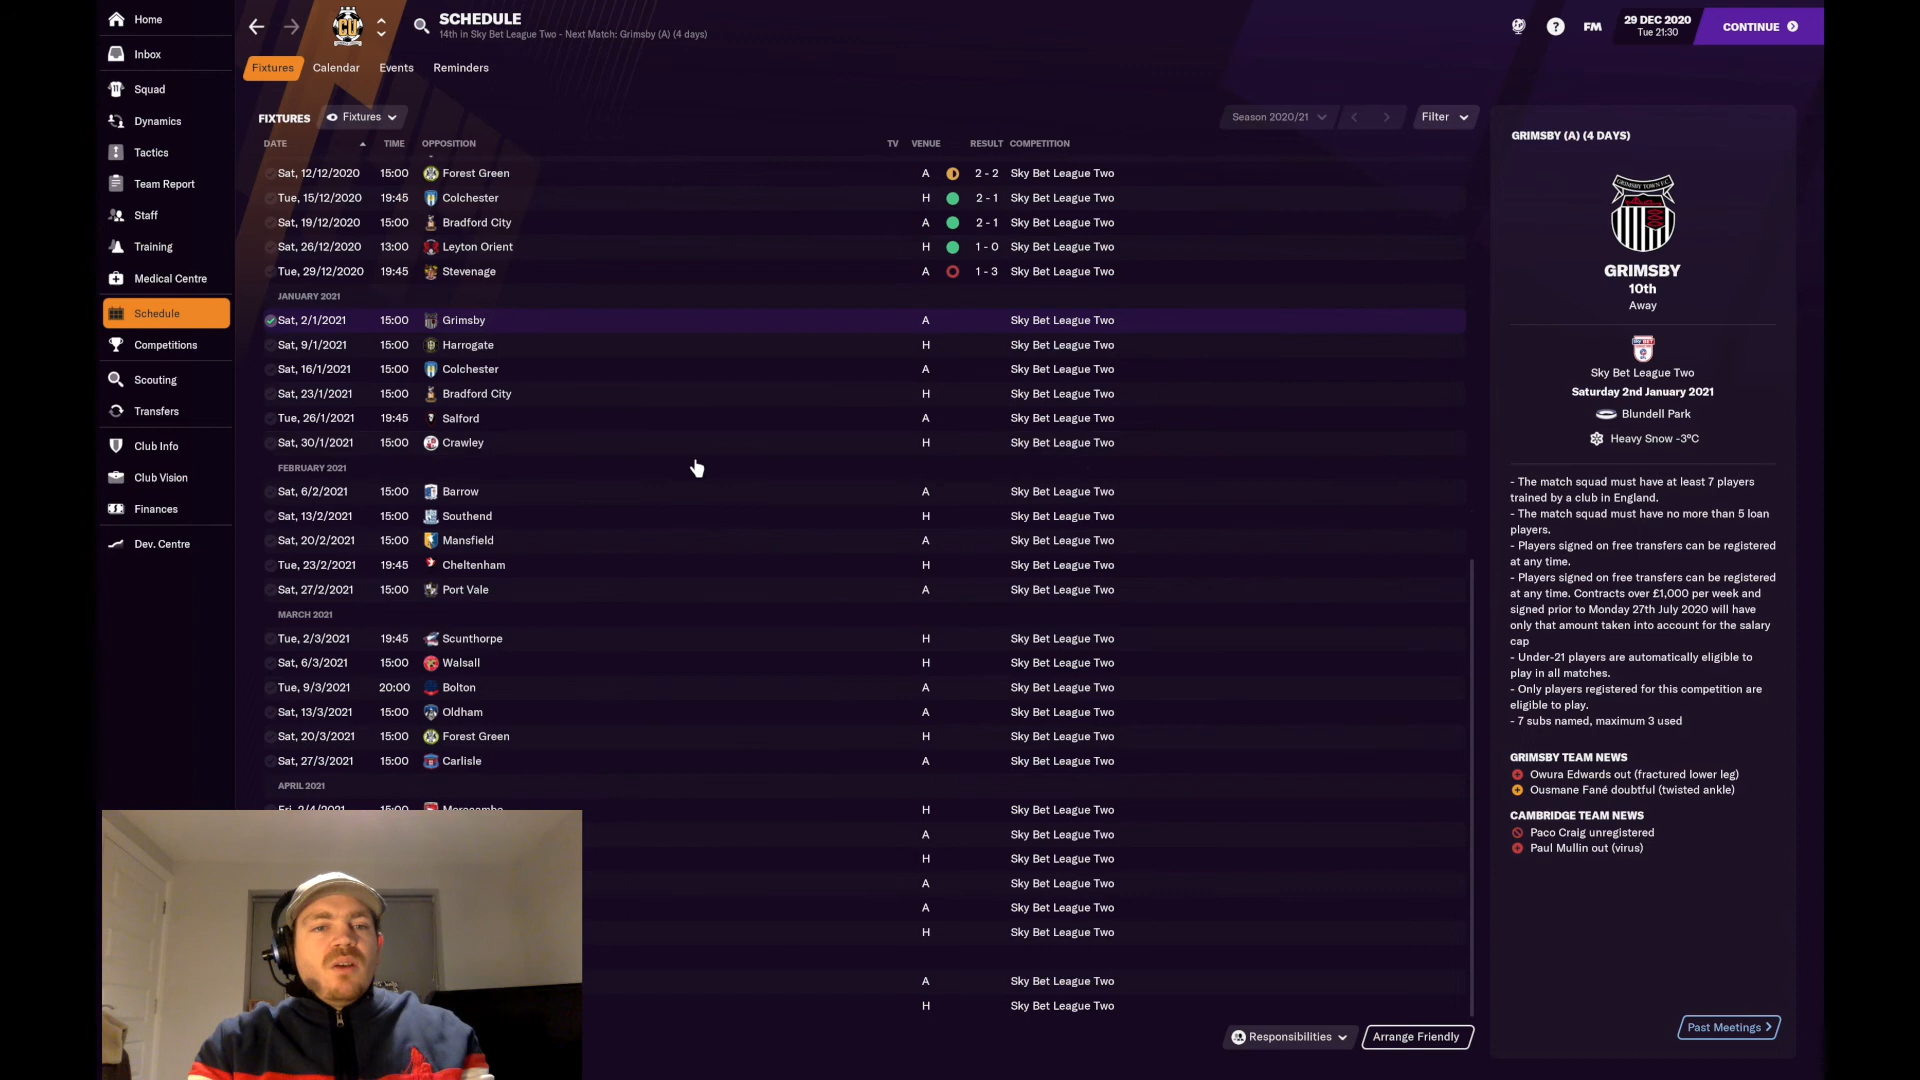 Home
Inbox
Squad
Dynamics
Tactics
Team Report
Staff
Training
Medical Centre
Schedule
Competitions
Scouting
Transfers
Club Info
Club Vision
Finances
Dev. Centre
CU
SCHEDULE
14th in Sky Bet League Two - Next Match: Grimsby (A) (4 days)
FM
29 DEC 2020
Tue 21:30
CONTINUE
Fixtures Calendar Events Reminders
FIXTURES Fixtures
Season 2020/21
Filter
DATE TIME OPPOSITION TV VENUE RESULT COMPETITION
Sat, 12/12/2020 15:00 Forest Green A 2 - 2 Sky Bet League Two
Tue, 15/12/2020 19:45 Colchester H 2 - 1 Sky Bet League Two
Sat, 19/12/2020 15:00 Bradford City A 2 - 1 Sky Bet League Two
Sat, 26/12/2020 13:00 Leyton Orient H 1 - 0 Sky Bet League Two
Tue, 29/12/2020 19:45 Stevenage A 1 - 3 Sky Bet League Two
JANUARY 2021
Sat, 2/1/2021 15:00 Grimsby A Sky Bet League Two
Sat, 9/1/2021 15:00 Harrogate H Sky Bet League Two
Sat, 16/1/2021 15:00 Colchester A Sky Bet League Two
Sat, 23/1/2021 15:00 Bradford City H Sky Bet League Two
Tue, 26/1/2021 19:45 Salford A Sky Bet League Two
Sat, 30/1/2021 15:00 Crawley H Sky Bet League Two
FEBRUARY 2021
Sat, 6/2/2021 15:00 Barrow A Sky Bet League Two
Sat, 13/2/2021 15:00 Southend H Sky Bet League Two
Sat, 20/2/2021 15:00 Mansfield A Sky Bet League Two
Tue, 23/2/2021 19:45 Cheltenham H Sky Bet League Two
Sat, 27/2/2021 15:00 Port Vale A Sky Bet League Two
MARCH 2021
Tue, 2/3/2021 19:45 Scunthorpe H Sky Bet League Two
Sat, 6/3/2021 15:00 Walsall H Sky Bet League Two
Tue, 9/3/2021 20:00 Bolton A Sky Bet League Two
Sat, 13/3/2021 15:00 Oldham A Sky Bet League Two
Sat, 20/3/2021 15:00 Forest Green H Sky Bet League Two
Sat, 27/3/2021 15:00 Carlisle A Sky Bet League Two
APRIL 2021
Fri, 2/4/2021 15:00 Morecambe H Sky Bet League Two
A Sky Bet League Two
H Sky Bet League Two
A Sky Bet League Two
A Sky Bet League Two
H Sky Bet League Two
A Sky Bet League Two
H Sky Bet League Two
Responsibilities Arrange Friendly
GRIMSBY (A) (4 DAYS)
GRIMSBY TOWN F.C.
GRIMSBY
10th
Away
SKY BET
EFL
Sky Bet League Two
Saturday 2nd January 2021
Blundell Park
Heavy Snow -3°C
- The match squad must have at least 7 players
trained by a club in England.
- The match squad must have no more than 5 loan
players.
- Players signed on free transfers can be registered
at any time.
- Players signed on free transfers can be registered
at any time. Contracts over £1,000 per week and
signed prior to Monday 27th July 2020 will have
only that amount taken into account for the salary
cap
- Under-21 players are automatically eligible to
play in all matches.
- Only players registered for this competition are
eligible to play.
- 7 subs named, maximum 3 used
GRIMSBY TEAM NEWS
Owura Edwards out (fractured lower leg)
Ousmane Fané doubtful (twisted ankle)
CAMBRIDGE TEAM NEWS
Paco Craig unregistered
Paul Mullin out (virus)
Past Meetings